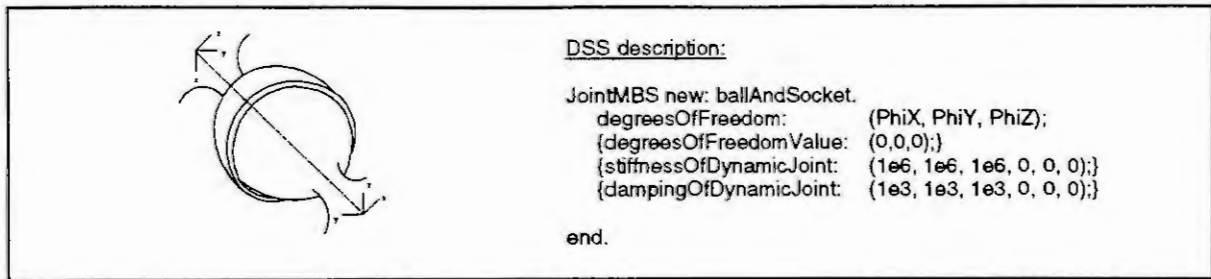 DSS description:
JointMBS new: ballAndSocket.
degreesOfFreedom: (PhiX, PhiY, PhiZ);
{degreesOfFreedomValue: (0,0,0);}
{stiffnessOfDynamicJoint: (1e6, 1e6, 1e6, 0, 0, 0);}
{dampingOfDynamicJoint: (1e3, 1e3, 1e3, 0, 0, 0);}
end.